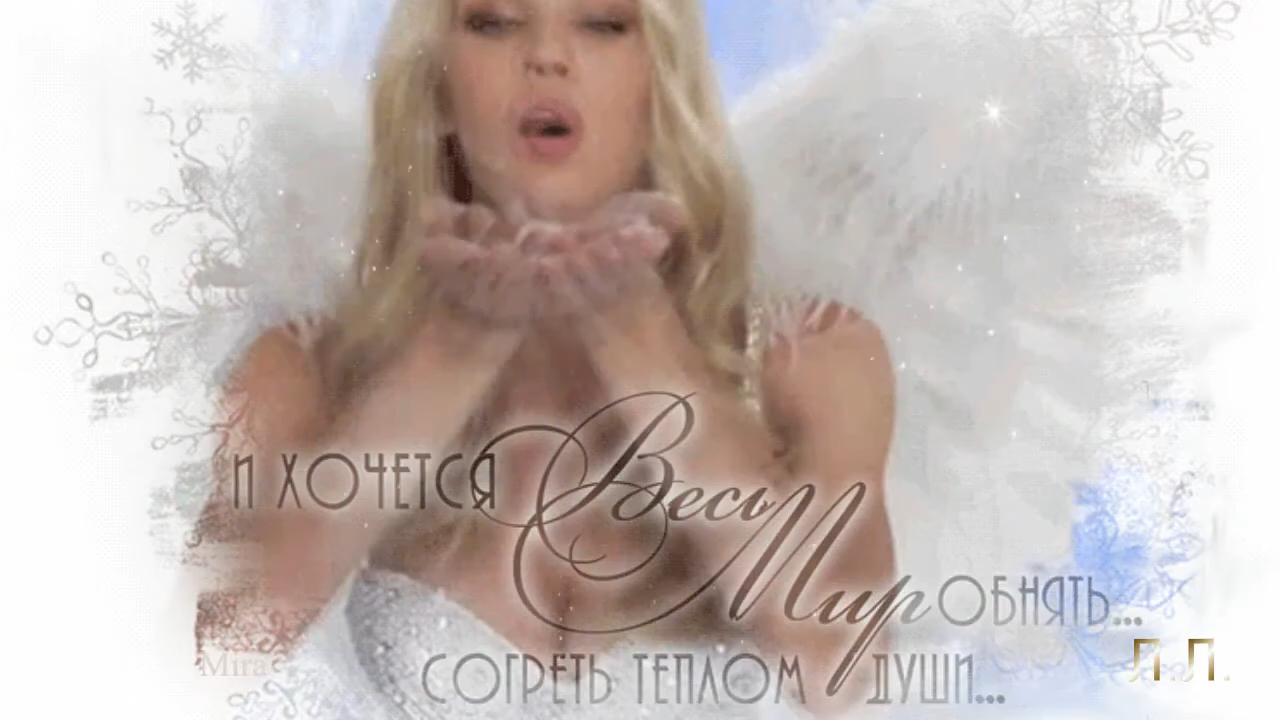 И ХОЧЕТСЯ Весь
Мир ОБНЯТЬ...
СОГРЕТЬ ТЕПЛОМ ДУШИ...
Mira
Л.Л.